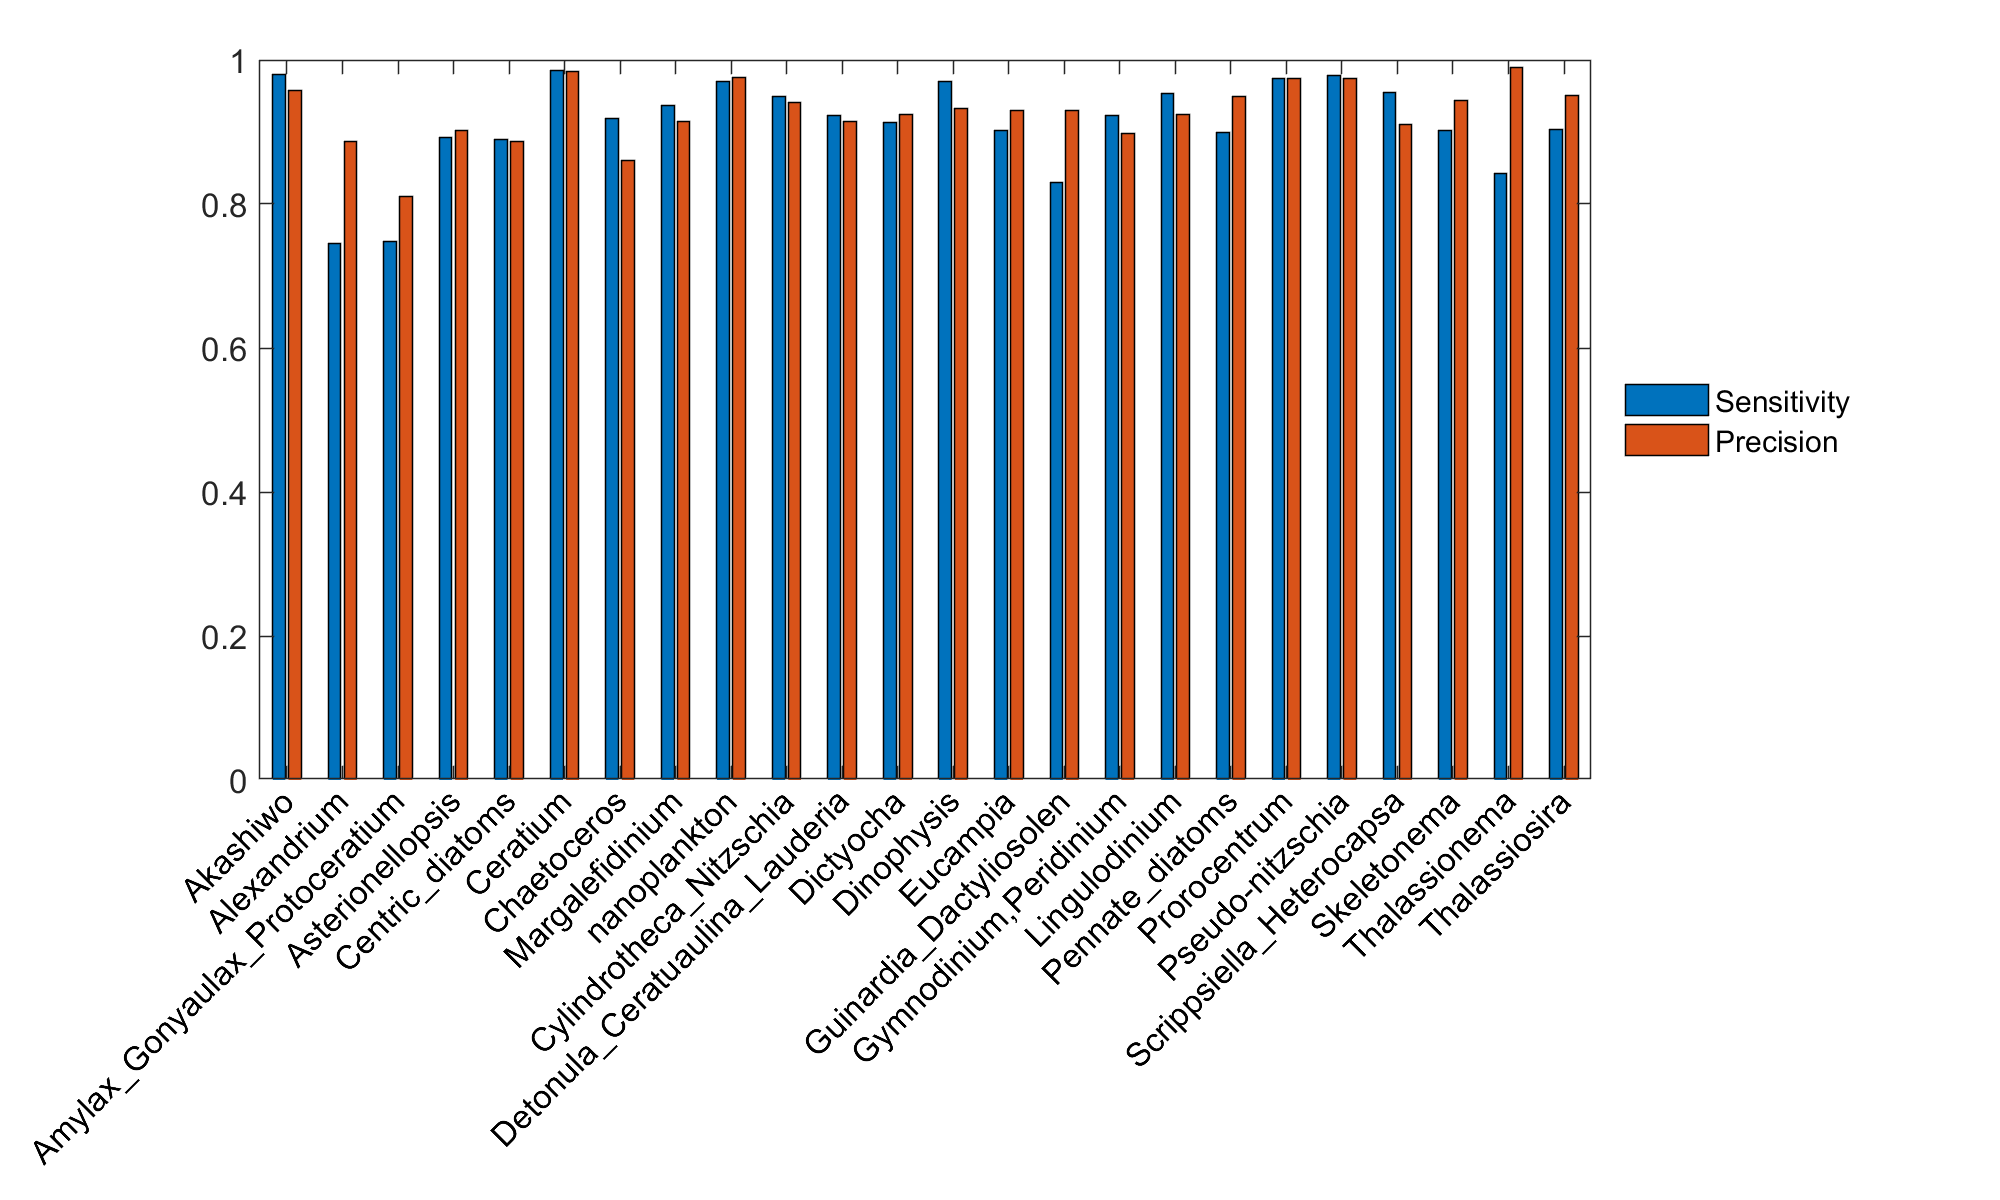 1
0.8
0.6
0.4
0.2
0
Sensitivity
Precision
Akashiwo
Alexandrium
Amylax_Gonyaulax_Protoceratium
Asterionellopsis
Centric_diatoms
Ceratium
Chaetoceros
Margalefidinium
nanoplankton
Cylindrotheca_Nitzschia
Detonula_Ceratuaulina_Lauderia
Dictyocha
Dinophysis
Eucampia
Guinardia_Dactyliosolen
Gymnodinium,Peridinium
Lingulodinium
Pennate_diatoms
Prorocentrum
Pseudo-nitzschia
Scrippsiella_Heterocapsa
Skeletonema
Thalassionema
Thalassiosira